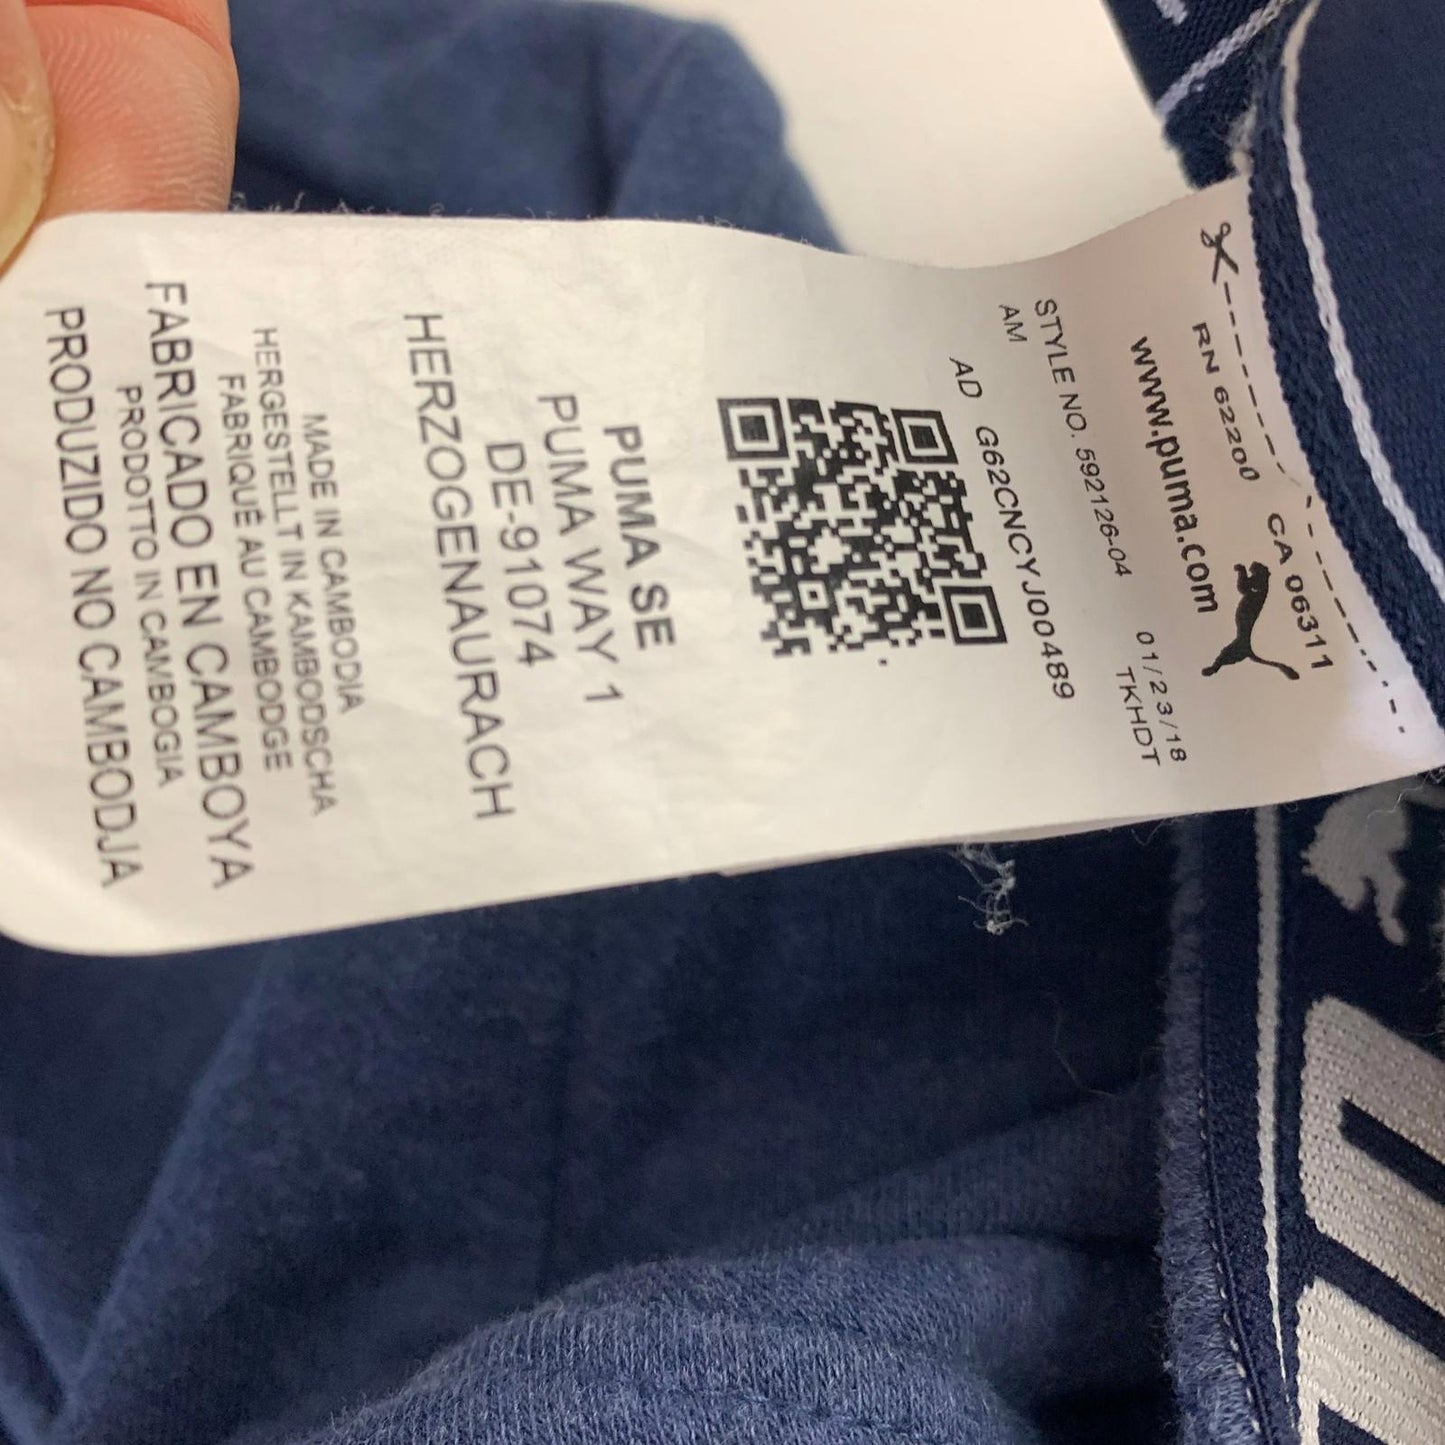 RN 62200 CA 06311
www.puma.com
STYLE NO. 592126-04 01/23/18
AM TKHDT
AD G62CNCYJ00489
PUMA SE
PUMA WAY 1
DE-91074
HERZOGENAURACH
MADE IN CAMBODIA
HERGESTELLT IN KAMBODSCHA
FABRIQUÉ AU CAMBODGE
FABRICADO EN CAMBOYA
PRODOTTO IN CAMBOGIA
PRODUZIDO NO CAMBODJA